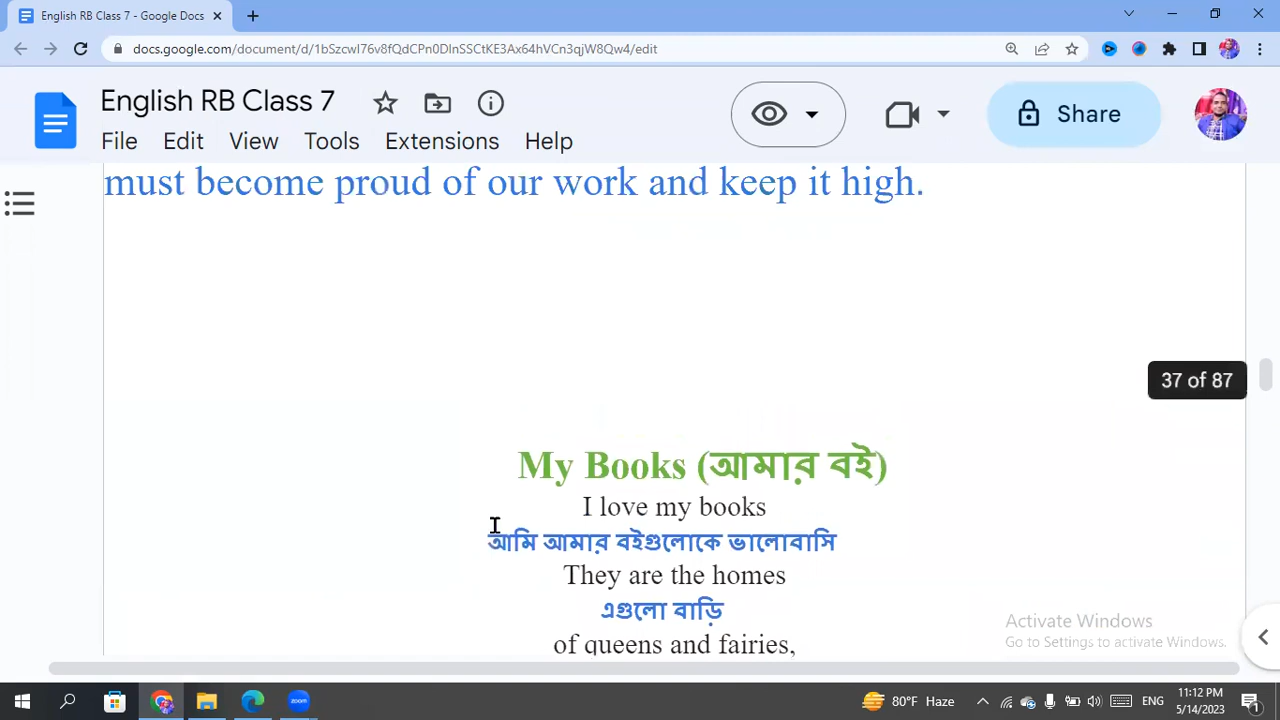 English RB Class 7 - Google Docs
docs.google.com/document/d/1bSzcwI76v8fQdCPn0DlnSSCtKE3Ax64hVCn3qjW8Qw4/edit
English RB Class 7
Share
File Edit View Tools Extensions Help
must become proud of our work and keep it high.
37 of 87
My Books (আমার বই)
I love my books
আমি আমার বইগুলোকে ভালোবাসি
They are the homes
এগুলো বাড়ি
of queens and fairies,
Activate Windows
Go to Settings to activate Windows.
zoom
80°F Haze
ENG
11:12 PM
5/14/2023
1